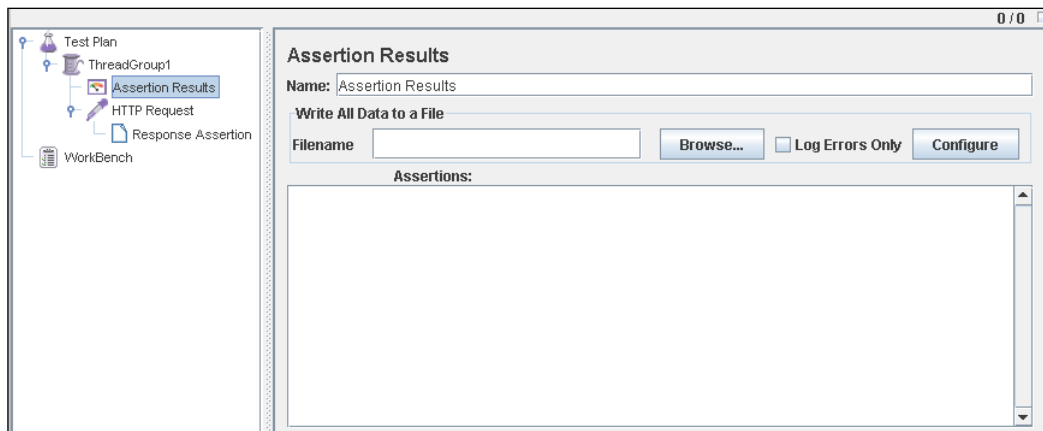 0 / 0
Test Plan
ThreadGroup1
Assertion Results
HTTP Request
Response Assertion
WorkBench
Assertion Results
Name: Assertion Results
Write All Data to a File
Filename Browse... Log Errors Only Configure
Assertions: